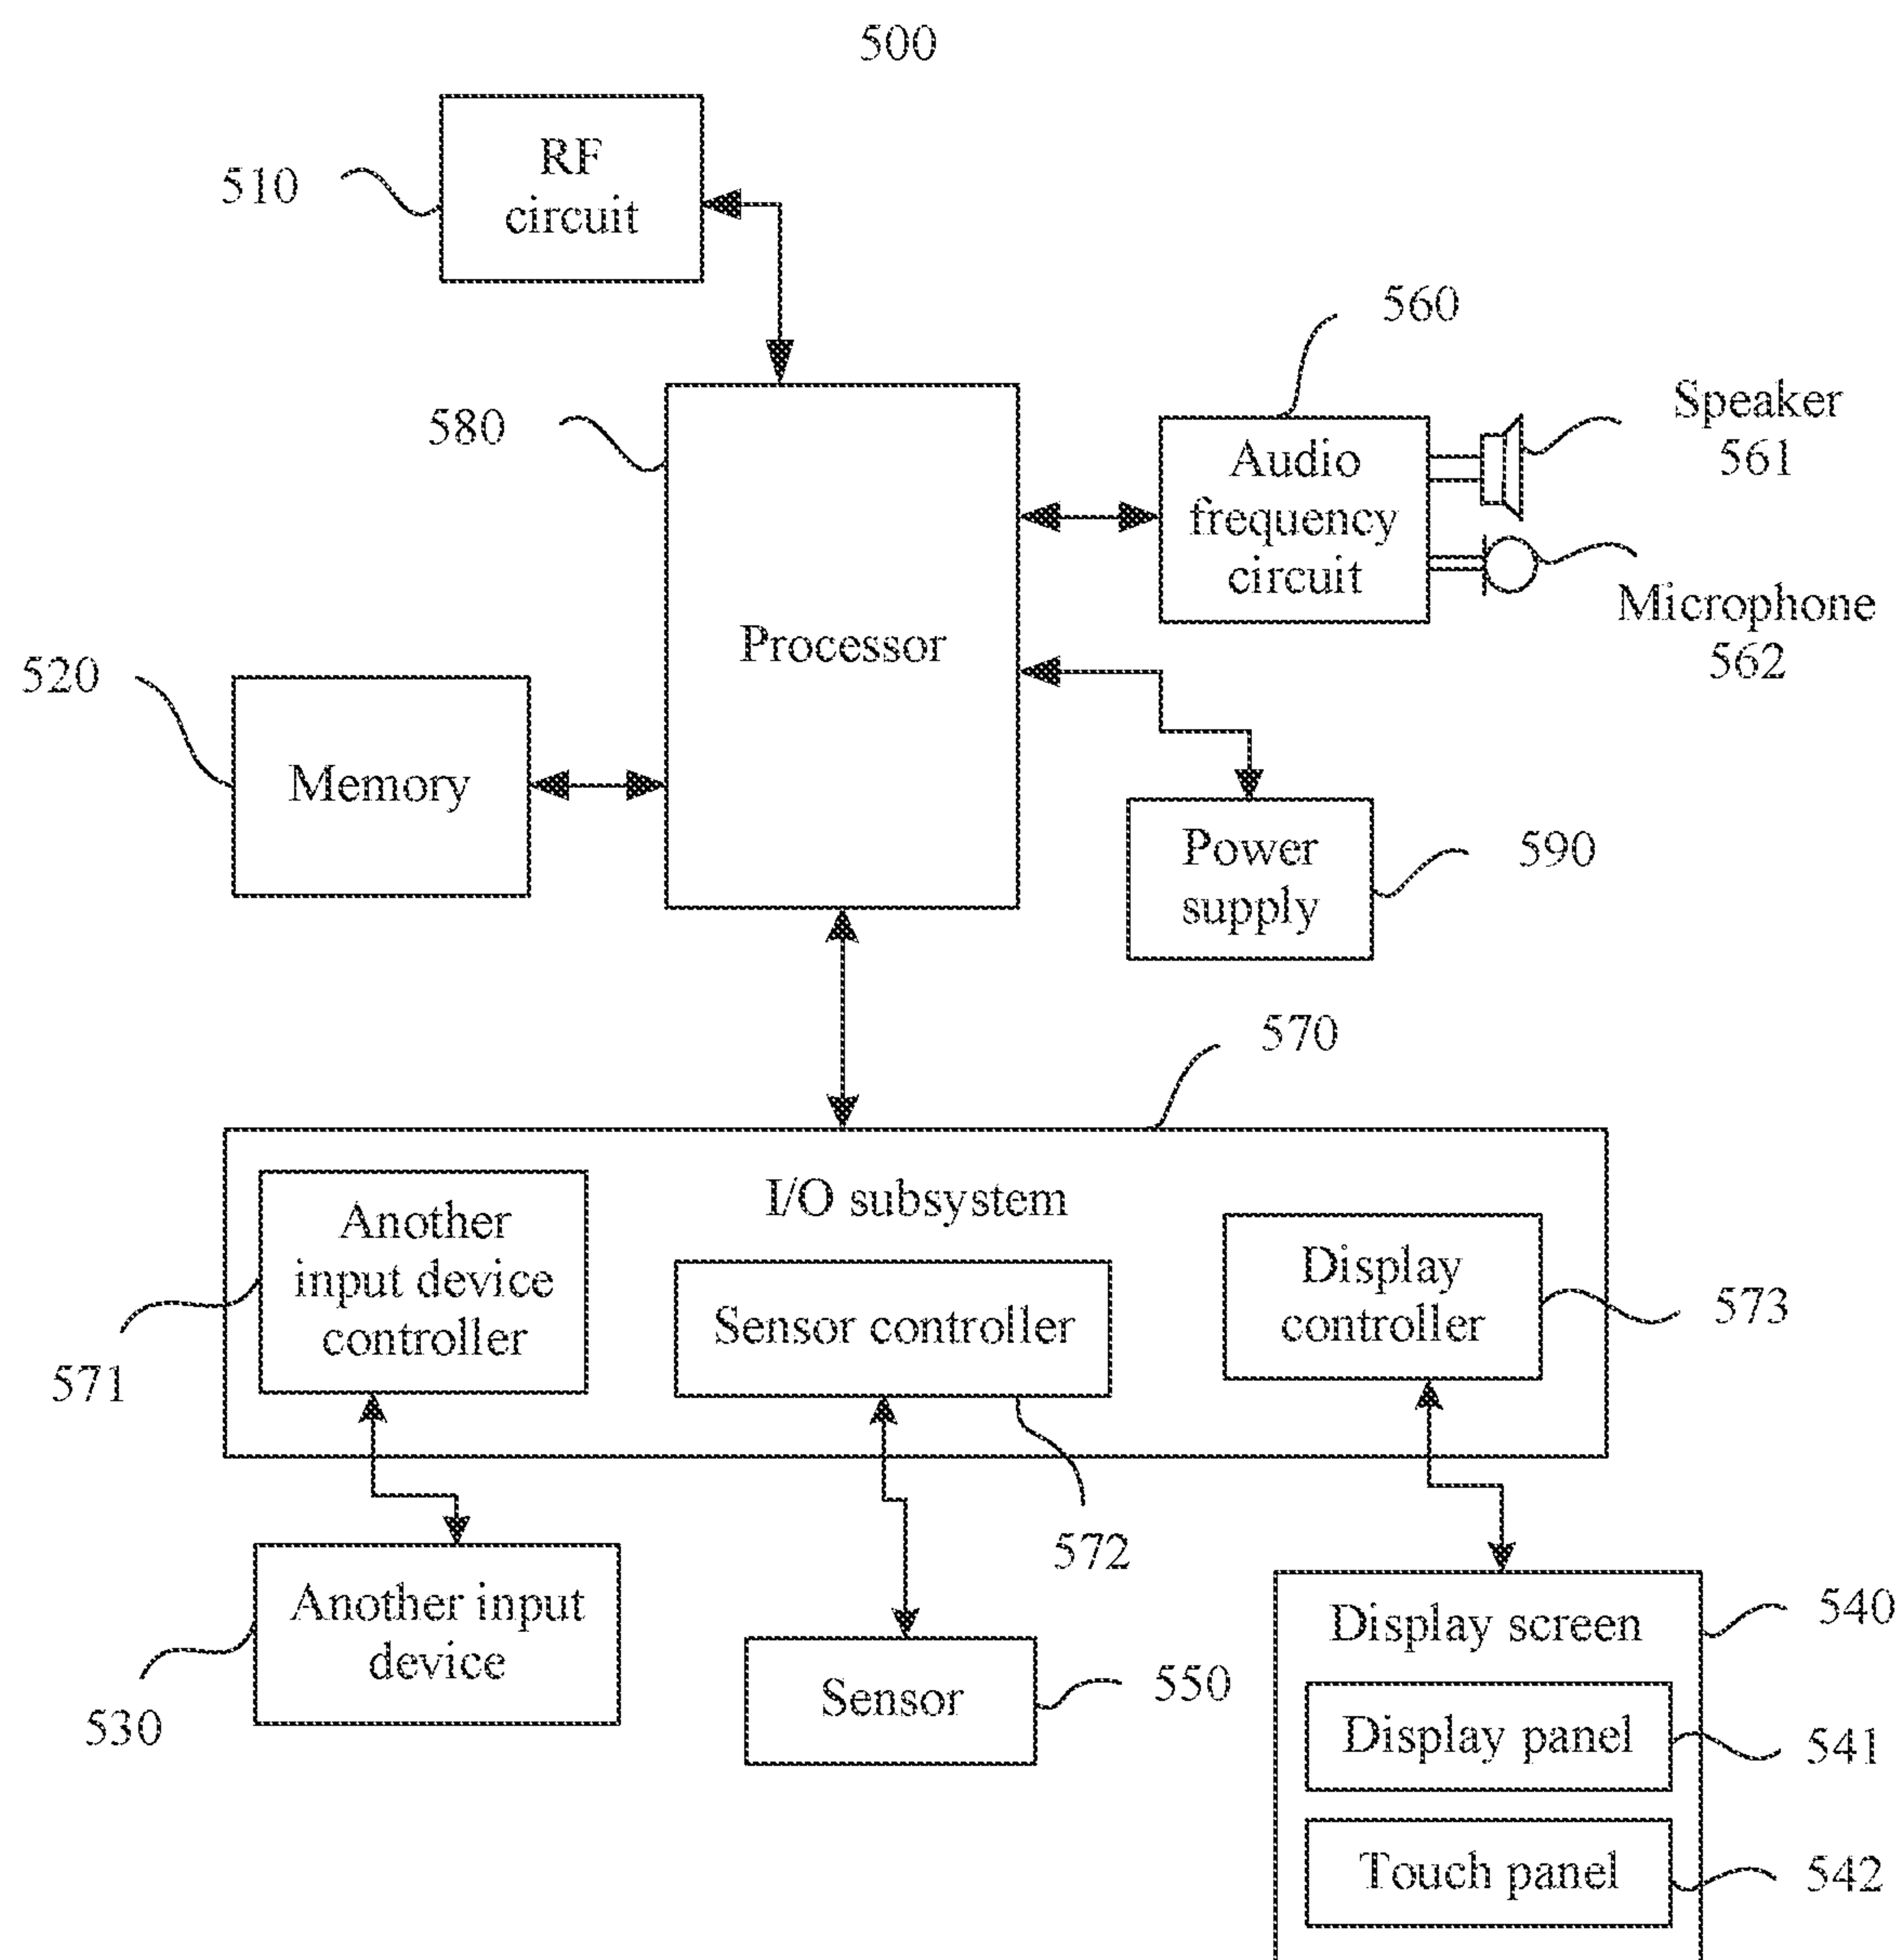 500
RF
circuit
510
560
580
Speaker
561
Audio
frequency
circuit
Microphone
562
Processor
520
Memory
Power
supply
590
570
I/O subsystem
Another
input device
controller
571
Sensor controller
572
Display
controller
573
Another input
device
530
Sensor
550
Display screen
540
Display panel
541
Touch panel
542